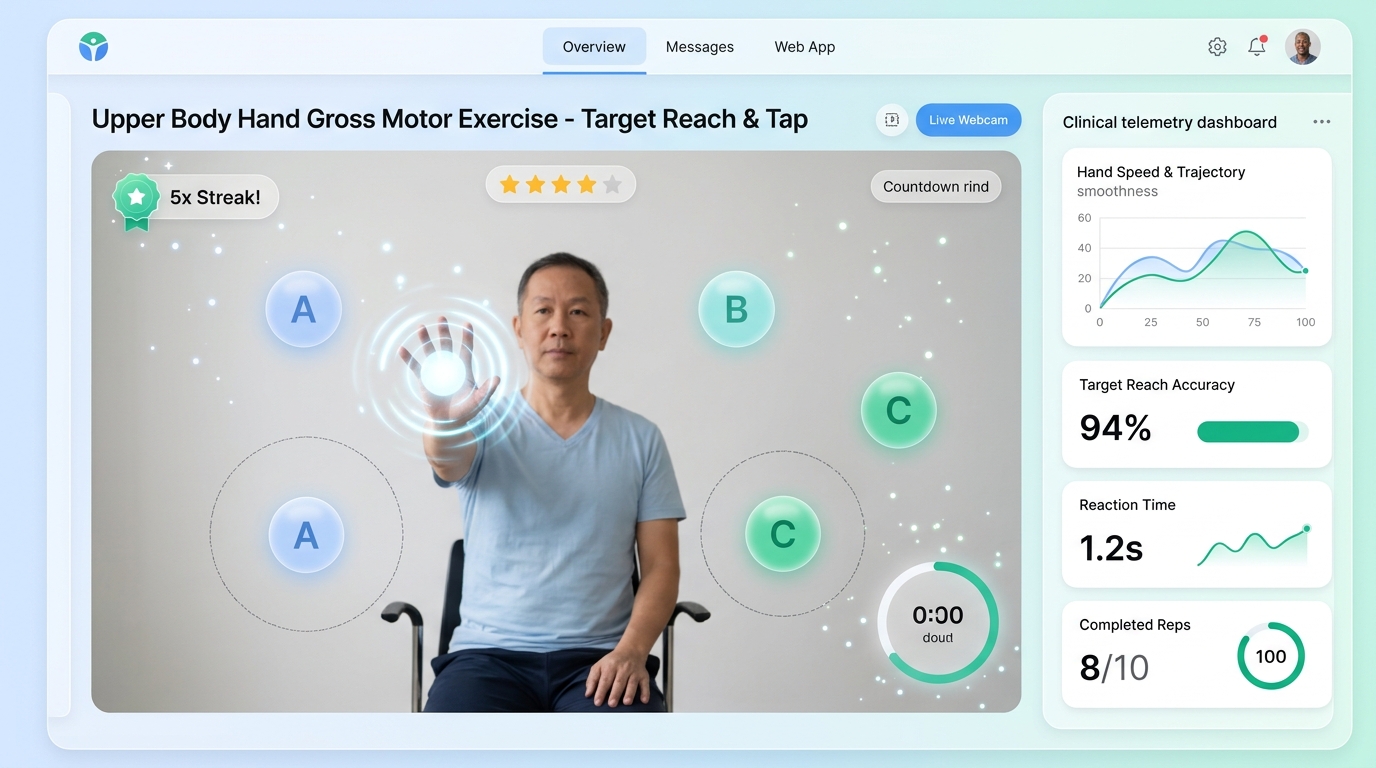 Overview
Messages
Web App
Upper Body Hand Gross Motor Exercise - Target Reach & Tap
Liwe Webcam
5x Streak!
Countdown rind
A
B
C
A
C
0:00
doud
Clinical telemetry dashboard
Hand Speed & Trajectory
smoothness
60
40
20
0
0 25 50 75 100
Target Reach Accuracy
94%
Reaction Time
1.2s
Completed Reps
8/10
100